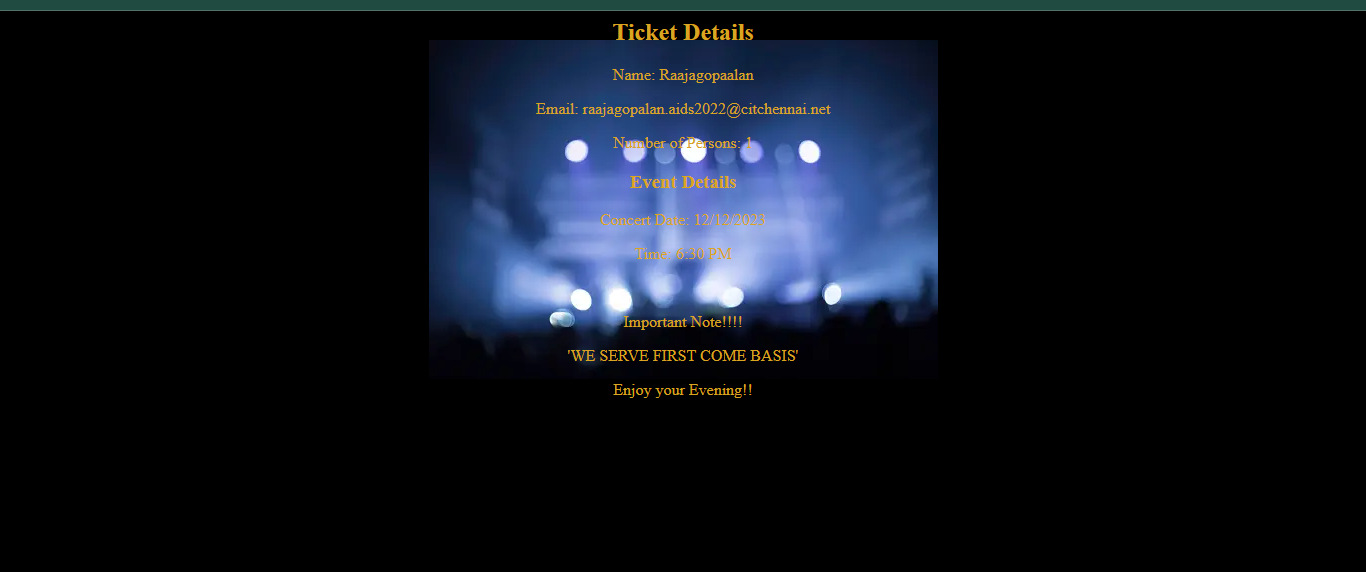 Ticket Details
Name: Raajagopaalan
Email: raajagopalan.aids2022@citchennai.net
Number of Persons: 1
Event Details
Concert Date: 12/12/2023
Time: 6:30 PM
Important Note!!!!
'WE SERVE FIRST COME BASIS'
Enjoy your Evening!!